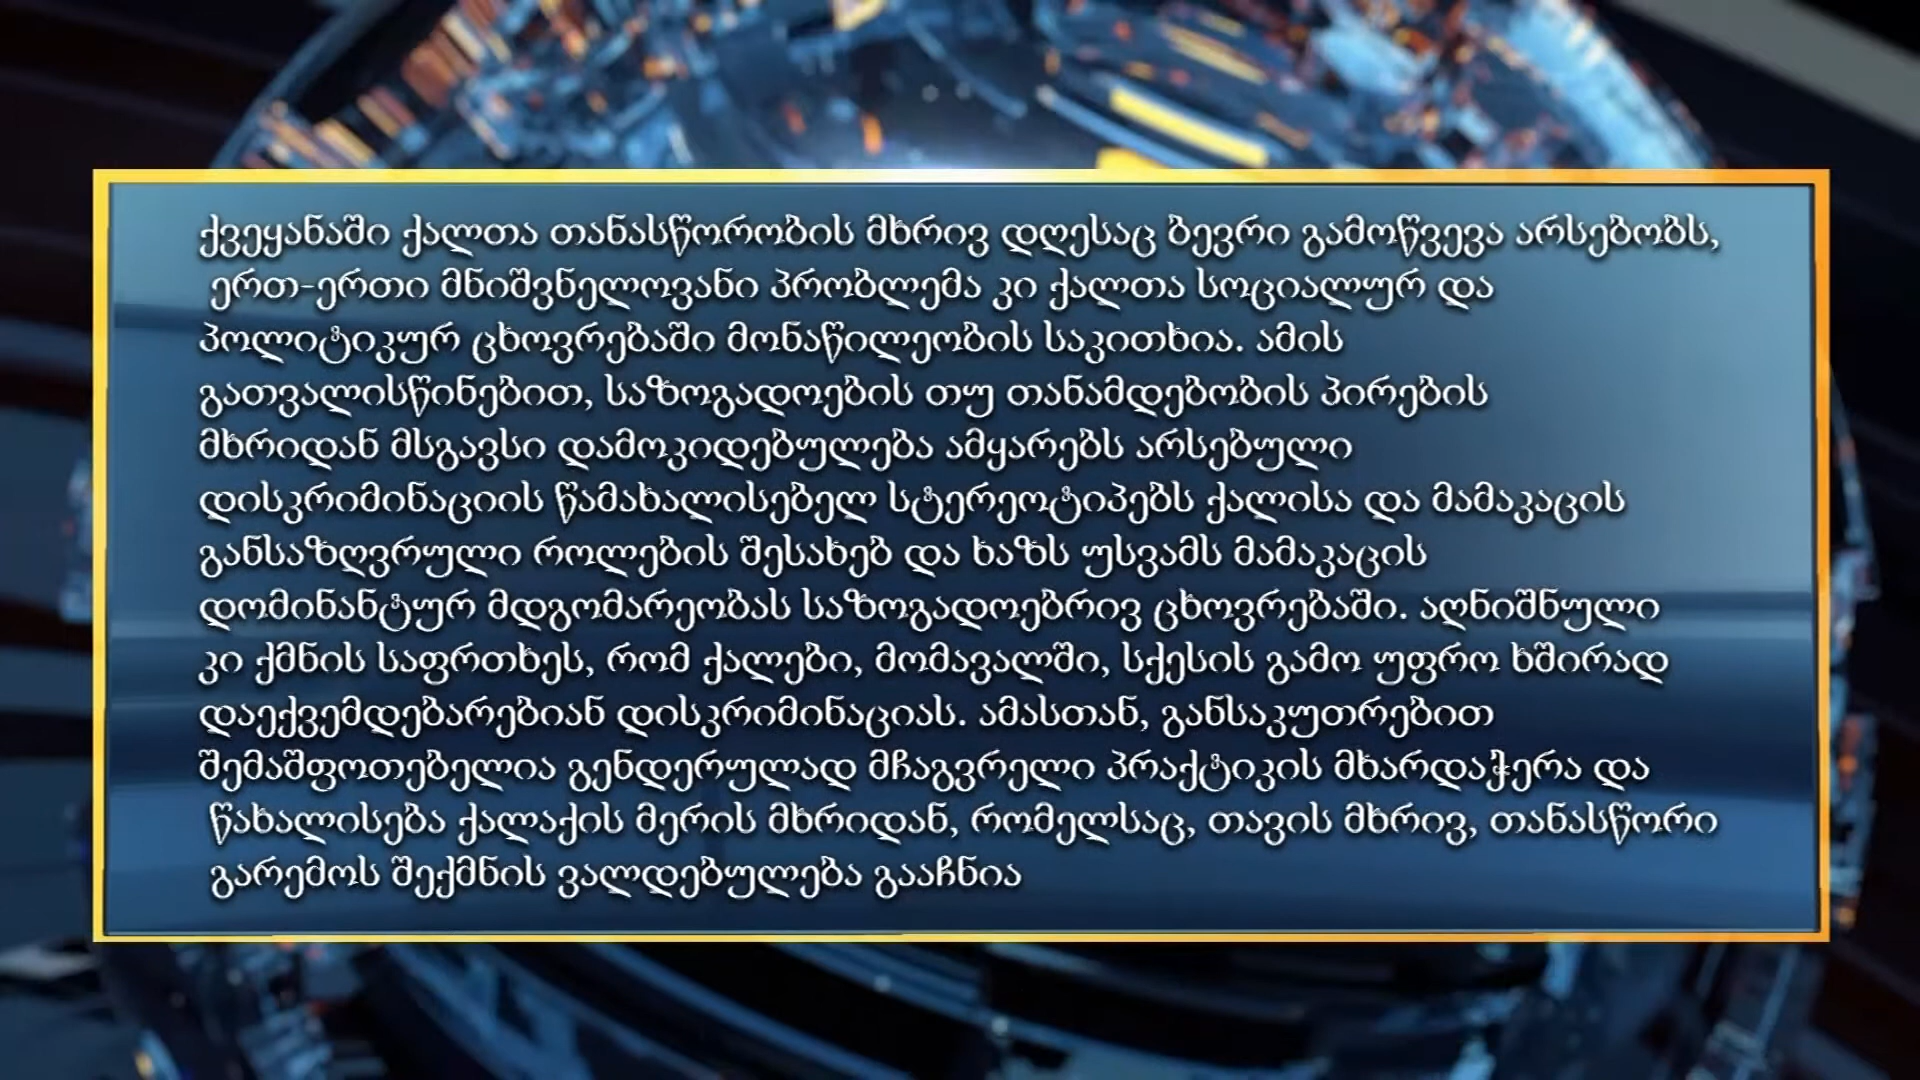 ქვეყანაში ქალთა თანასწორობის მხრივ დღესაც ბევრი გამოწვევა არსებობს,
ერთ-ერთი მნიშვნელოვანი პრობლემა კი ქალთა სოციალურ და
პოლიტიკურ ცხოვრებაში მონაწილეობის საკითხია. ამის
გათვალისწინებით, საზოგადოების თუ თანამდებობის პირების
მხრიდან მსგავსი დამოკიდებულება ამყარებს არსებული
დისკრიმინაციის წამახალისებელ სტერეოტიპებს ქალისა და მამაკაცის
განსაზღვრული როლების შესახებ და ხაზს უსვამს მამაკაცის
დომინანტურ მდგომარეობას საზოგადოებრივ ცხოვრებაში. აღნიშნული
კი ქმნის საფრთხეს, რომ ქალები, მომავალში, სქესის გამო უფრო ხშირად
დაექვემდებარებიან დისკრიმინაციას. ამასთან, განსაკუთრებით
შემაშფოთებელია გენდერულად მჩაგვრელი პრაქტიკის მხარდაჭერა და
წახალისება ქალაქის მერის მხრიდან, რომელსაც, თავის მხრივ, თანასწორი
გარემოს შექმნის ვალდებულება გააჩნია